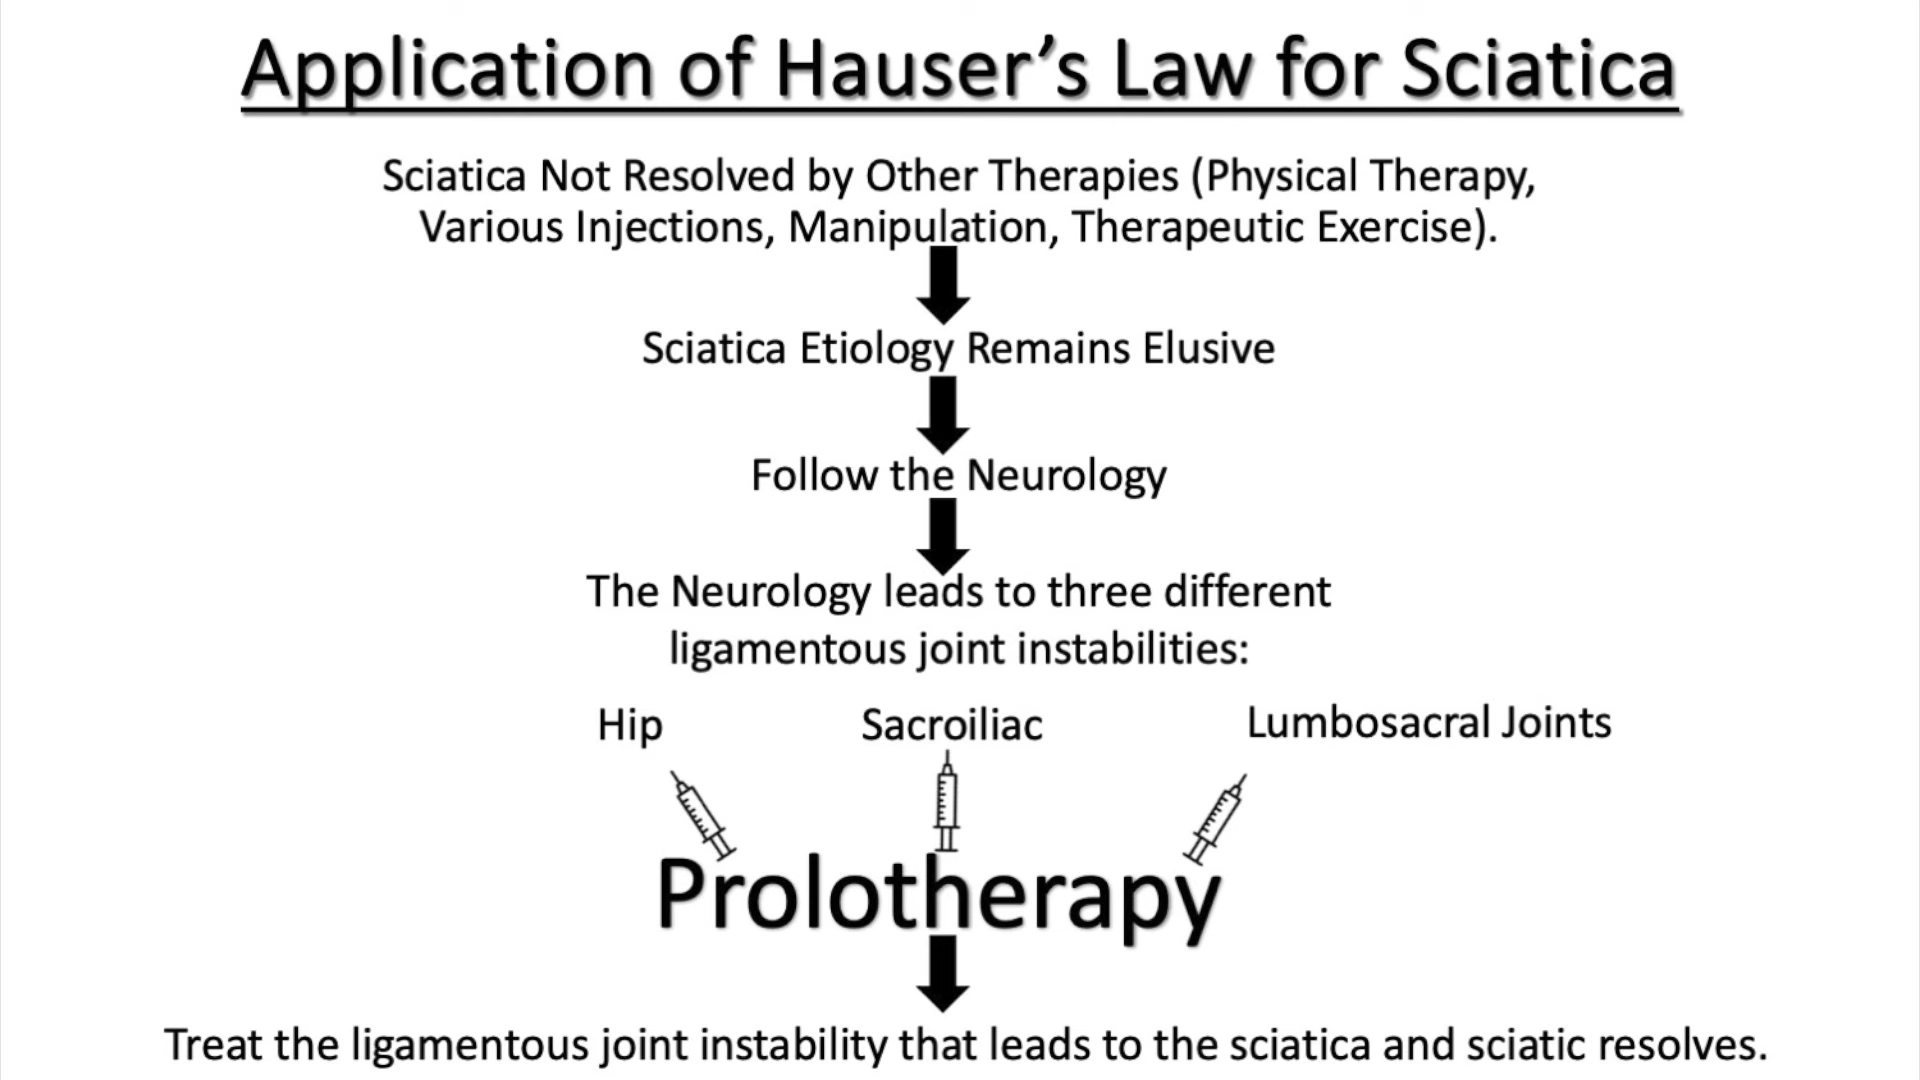 Application of Hauser’s Law for Sciatica
Sciatica Not Resolved by Other Therapies (Physical Therapy,
Various Injections, Manipulation, Therapeutic Exercise).
Sciatica Etiology Remains Elusive
Follow the Neurology
The Neurology leads to three different
ligamentous joint instabilities:
Hip Sacroiliac Lumbosacral Joints
Prolotherapy
Treat the ligamentous joint instability that leads to the sciatica and sciatic resolves.